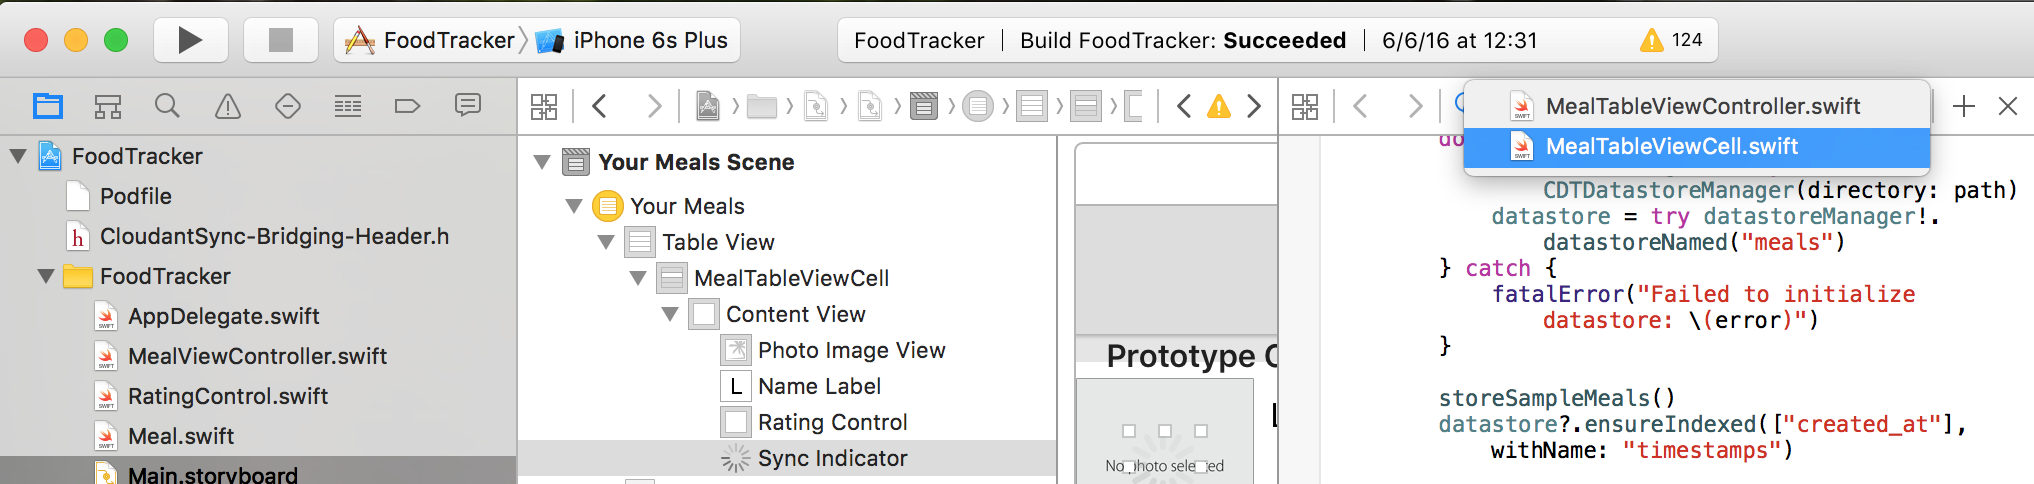 FoodTracker
iPhone 6s Plus
FoodTracker | Build FoodTracker: Succeeded | 6/6/16 at 12:31
124
MealTableViewController.swift
MealTableViewCell.swift
FoodTracker
Podfile
h CloudantSync-Bridging-Header.h
FoodTracker
SWIFT AppDelegate.swift
SWIFT MealViewController.swift
SWIFT RatingControl.swift
SWIFT Meal.swift
Main.storyboard
Your Meals Scene
Your Meals
Table View
MealTableViewCell
Content View
Photo Image View
L Name Label
Rating Control
Sync Indicator
Prototype C
L
No photo selected
do
CDTDatastoreManager(directory: path)
datastore = try datastoreManager!.
datastoreNamed("meals")
} catch {
fatalError("Failed to initialize
datastore: \(error)")
}
storeSampleMeals()
datastore?.ensureIndexed(["created_at"],
withName: "timestamps")